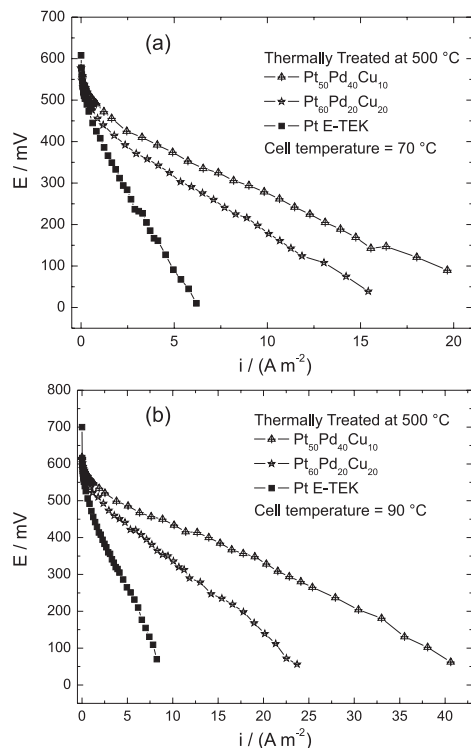 (a)
Thermally Treated at 500 °C
Pt₅₀Pd₄₀Cu₁₀
Pt₆₀Pd₂₀Cu₂₀
Pt E-TEK
Cell temperature = 70 °C
E / mV
800
700
600
500
400
300
200
100
0
0 5 10 15 20
i / (A m⁻²)
(b)
Thermally Treated at 500 °C
Pt₅₀Pd₄₀Cu₁₀
Pt₆₀Pd₂₀Cu₂₀
Pt E-TEK
Cell temperature = 90 °C
E / mV
800
700
600
500
400
300
200
100
0
0 5 10 15 20 25 30 35 40
i / (A m⁻²)